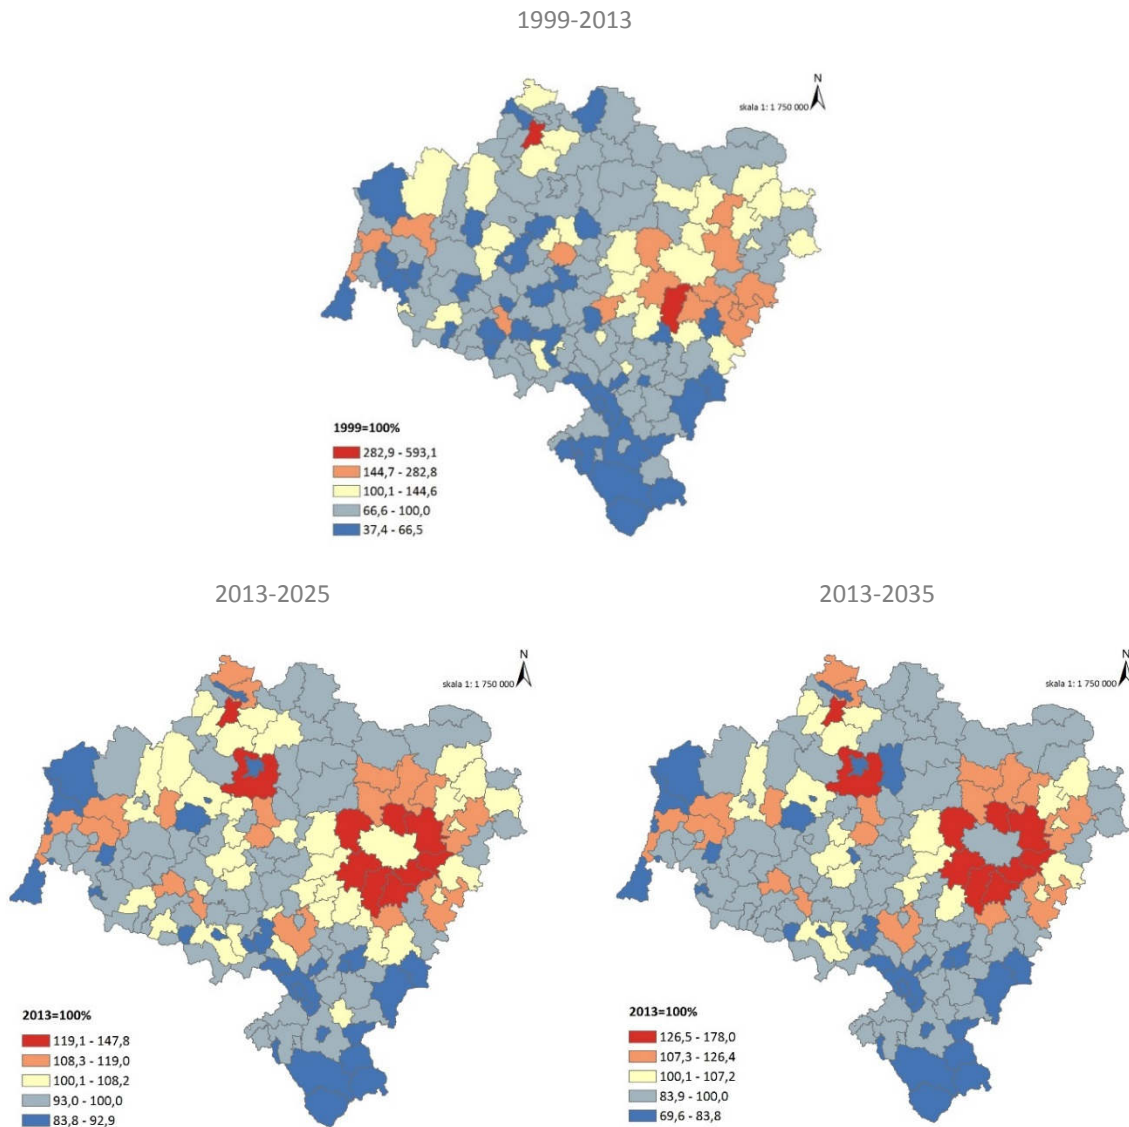 1999-2013
N
skala 1: 1 750 000
1999=100%
282,9 - 593,1
144,7 - 282,8
100,1 - 144,6
66,6 - 100,0
37,4 - 66,5
2013-2025
N
skala 1: 1 750 000
2013=100%
119,1 - 147,8
108,3 - 119,0
100,1 - 108,2
93,0 - 100,0
83,8 - 92,9
2013-2035
N
skala 1: 1 750 000
2013=100%
126,5 - 178,0
107,3 - 126,4
100,1 - 107,2
83,9 - 100,0
69,6 - 83,8